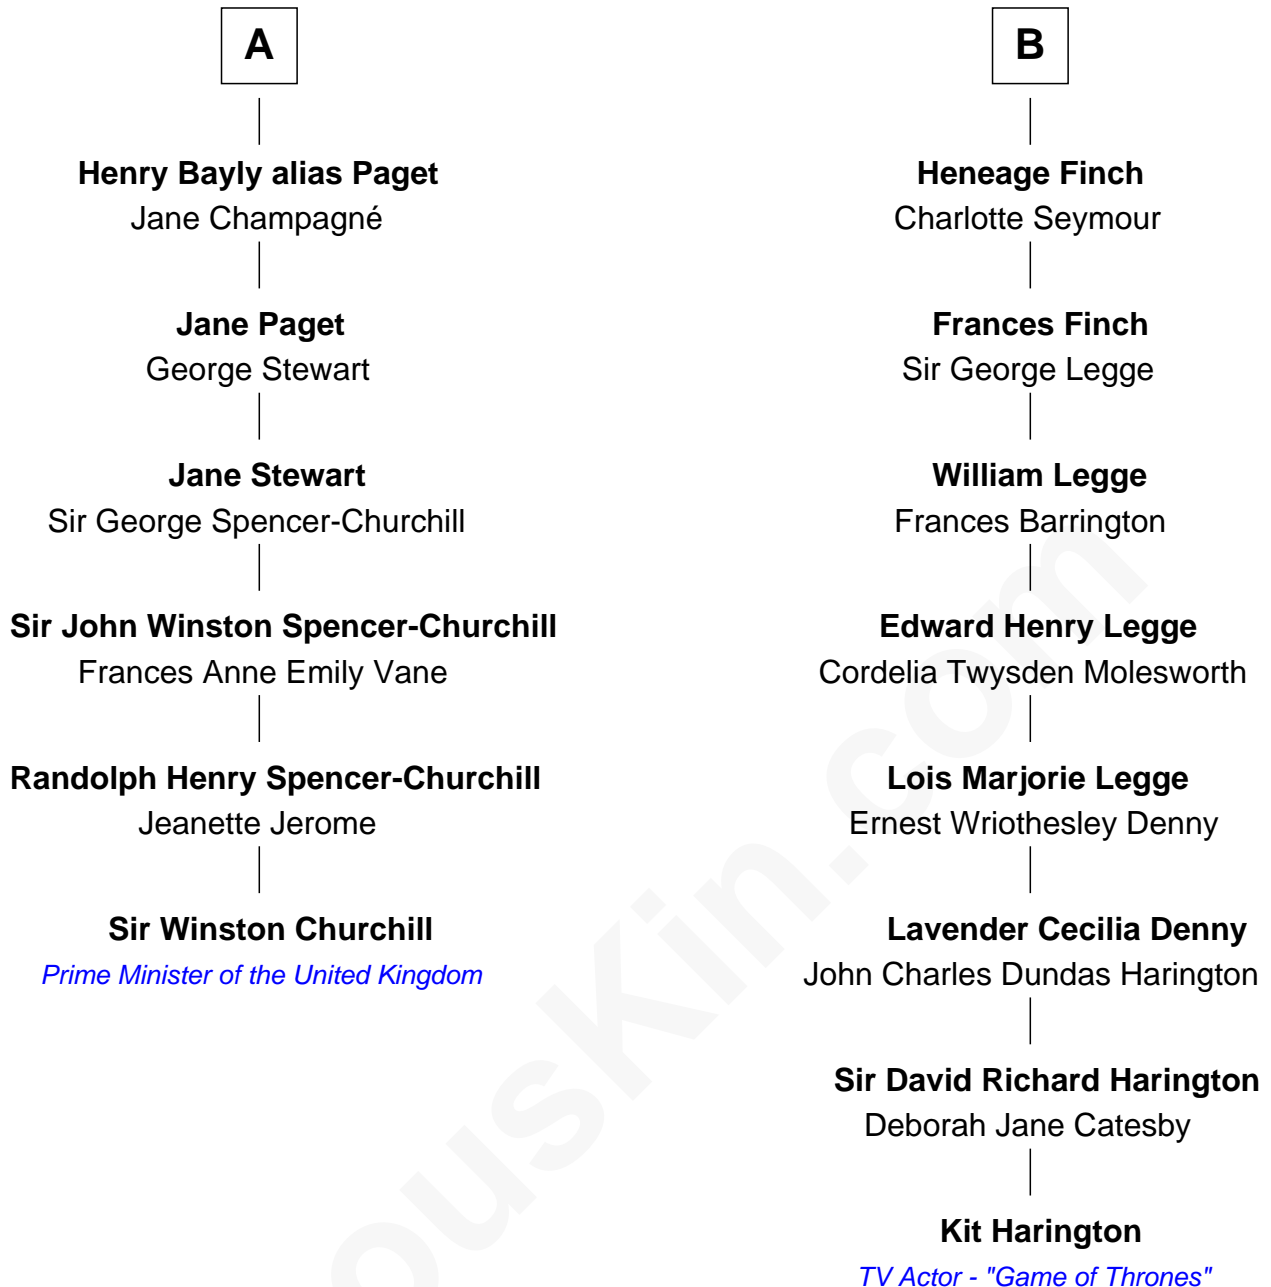 A
Henry Bayly alias Paget
Jane Champagné
Jane Paget
George Stewart
Jane Stewart
Sir George Spencer-Churchill
Sir John Winston Spencer-Churchill
Frances Anne Emily Vane
Randolph Henry Spencer-Churchill
Jeanette Jerome
Sir Winston Churchill
Prime Minister of the United Kingdom
B
Heneage Finch
Charlotte Seymour
Frances Finch
Sir George Legge
William Legge
Frances Barrington
Edward Henry Legge
Cordelia Twysden Molesworth
Lois Marjorie Legge
Ernest Wriothesley Denny
Lavender Cecilia Denny
John Charles Dundas Harington
Sir David Richard Harington
Deborah Jane Catesby
Kit Harington
TV Actor - "Game of Thrones"
ousKin.com